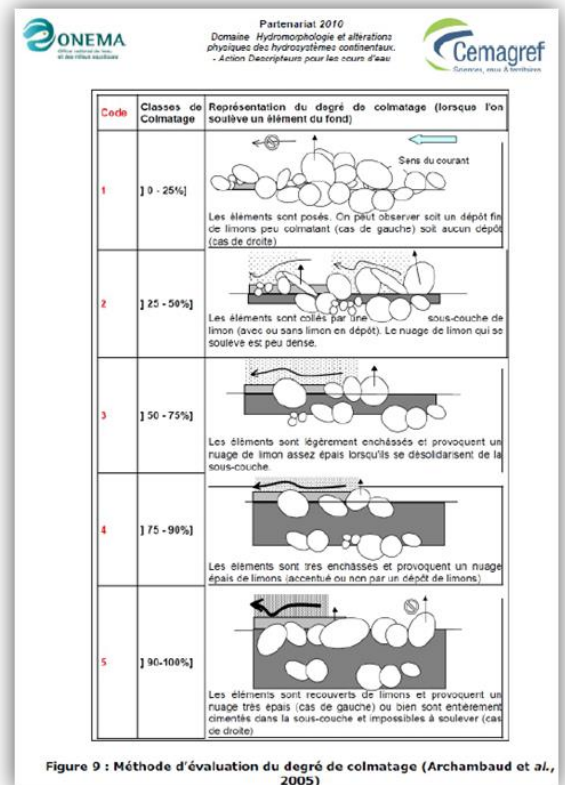 ONEMA
Office national de l'eau
et des milieux aquatiques
Partenariat 2010
Domaine Hydromorphologie et altérations
physiques des hydrosystèmes continentaux.
- Action Descripteurs pour les cours d'eau
Cemagref
Sciences, eaux & territoires
Code
Classes de
Colmatage
Représentation du degré de colmatage (lorsque l'on
soulève un élément du fond)
1
] 0 - 25%]
Sens du courant
Les éléments sont posés. On peut observer soit un dépôt fin
de limons peu colmatant (cas de gauche) soit aucun dépôt
(cas de droite)
2
] 25 - 50%]
Les éléments sont collés par une sous-couche de
limon (avec ou sans limon en dépôt). Le nuage de limon qui se
soulève est peu dense.
3
] 50 - 75%]
Les éléments sont légèrement enchâssés et provoquent un
nuage de limon assez épais lorsqu'ils se désolidarisent de la
sous-couche.
4
] 75 - 90%]
Les éléments sont très enchâssés et provoquent un nuage
épais de limons (accentué ou non par un dépôt de limons)
5
] 90-100%]
Les éléments sont recouverts de limons et provoquent un
nuage très épais (cas de gauche) ou bien sont entièrement
cimentés dans la sous-couche et impossibles à soulever (cas
de droite)
Figure 9 : Méthode d'évaluation du degré de colmatage (Archambaud et al.,
2005)